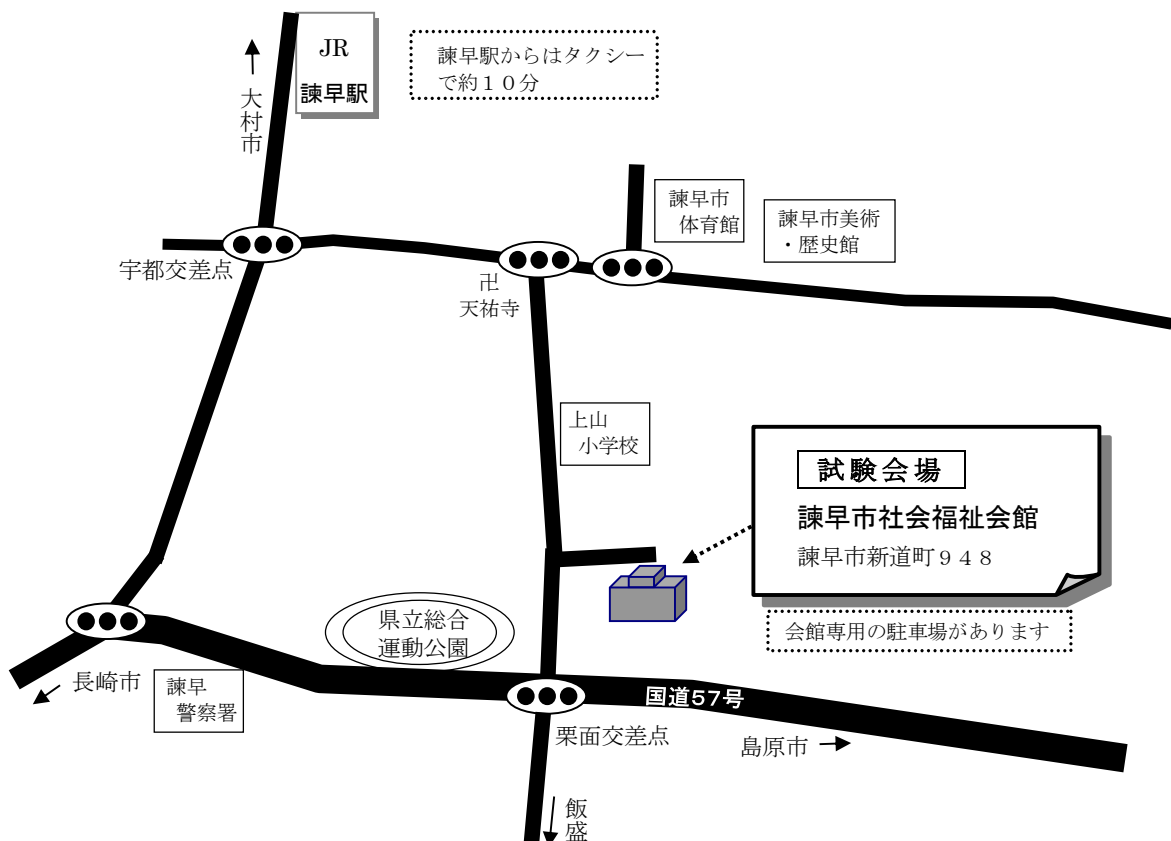 JR
諫早駅
諫早駅からはタクシー
で約１０分
大村市
諫早市
体育館
諫早市美術
・歴史館
宇都交差点
卍
天祐寺
上山
小学校
試験会場
諫早市社会福祉会館
諫早市新道町９４８
会館専用の駐車場があります
県立総合
運動公園
長崎市
諫早
警察署
国道57号
栗面交差点
島原市
飯盛